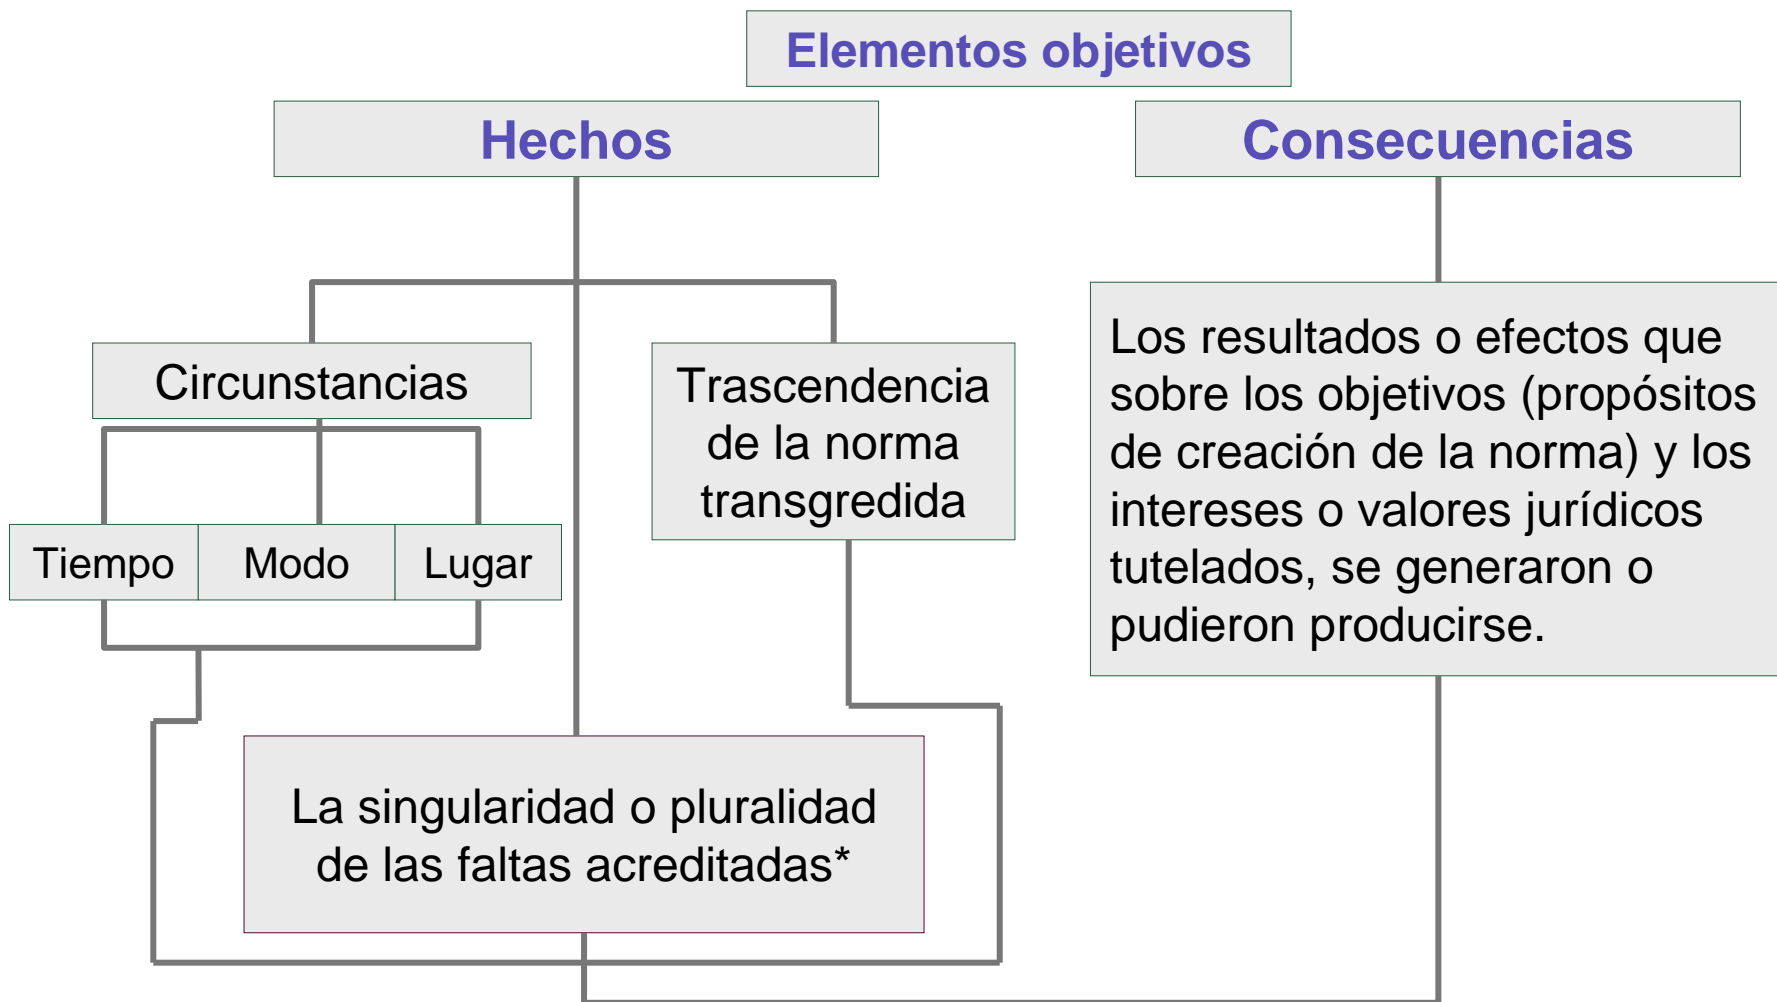 Elementos objetivos
Hechos
Consecuencias
Circunstancias
Tiempo
Modo
Lugar
Trascendencia
de la norma
transgredida
La singularidad o pluralidad
de las faltas acreditadas*
Los resultados o efectos que
sobre los objetivos (propósitos
de creación de la norma) y los
intereses o valores jurídicos
tutelados, se generaron o
pudieron producirse.